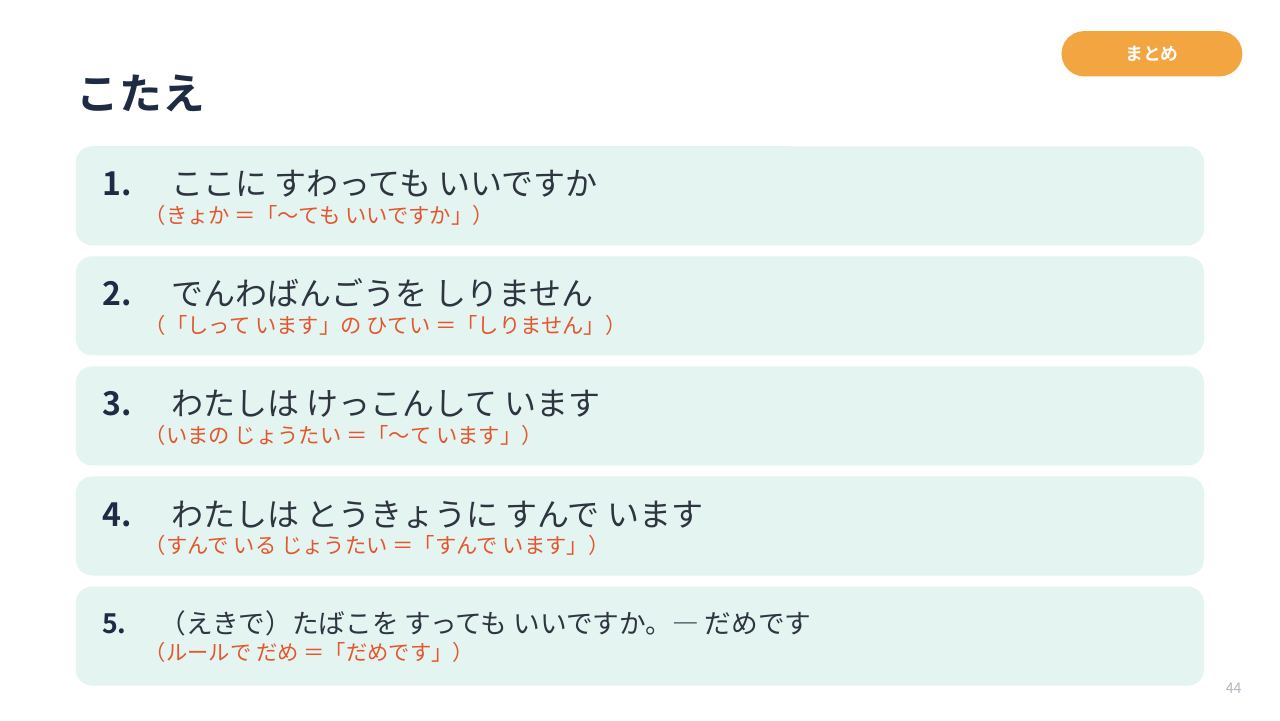 まとめ
こたえ
1. ここに すわっても いいですか
（きょか ＝「～ても いいですか」）
2. でんわばんごうを しりません
（「しって います」の ひてい ＝「しりません」）
3. わたしは けっこんして います
（いまの じょうたい ＝「～て います」）
4. わたしは とうきょうに すんで います
（すんで いる じょうたい ＝「すんで います」）
5. （えきで）たばこを すっても いいですか。― だめです
（ルールで だめ ＝「だめです」）
44